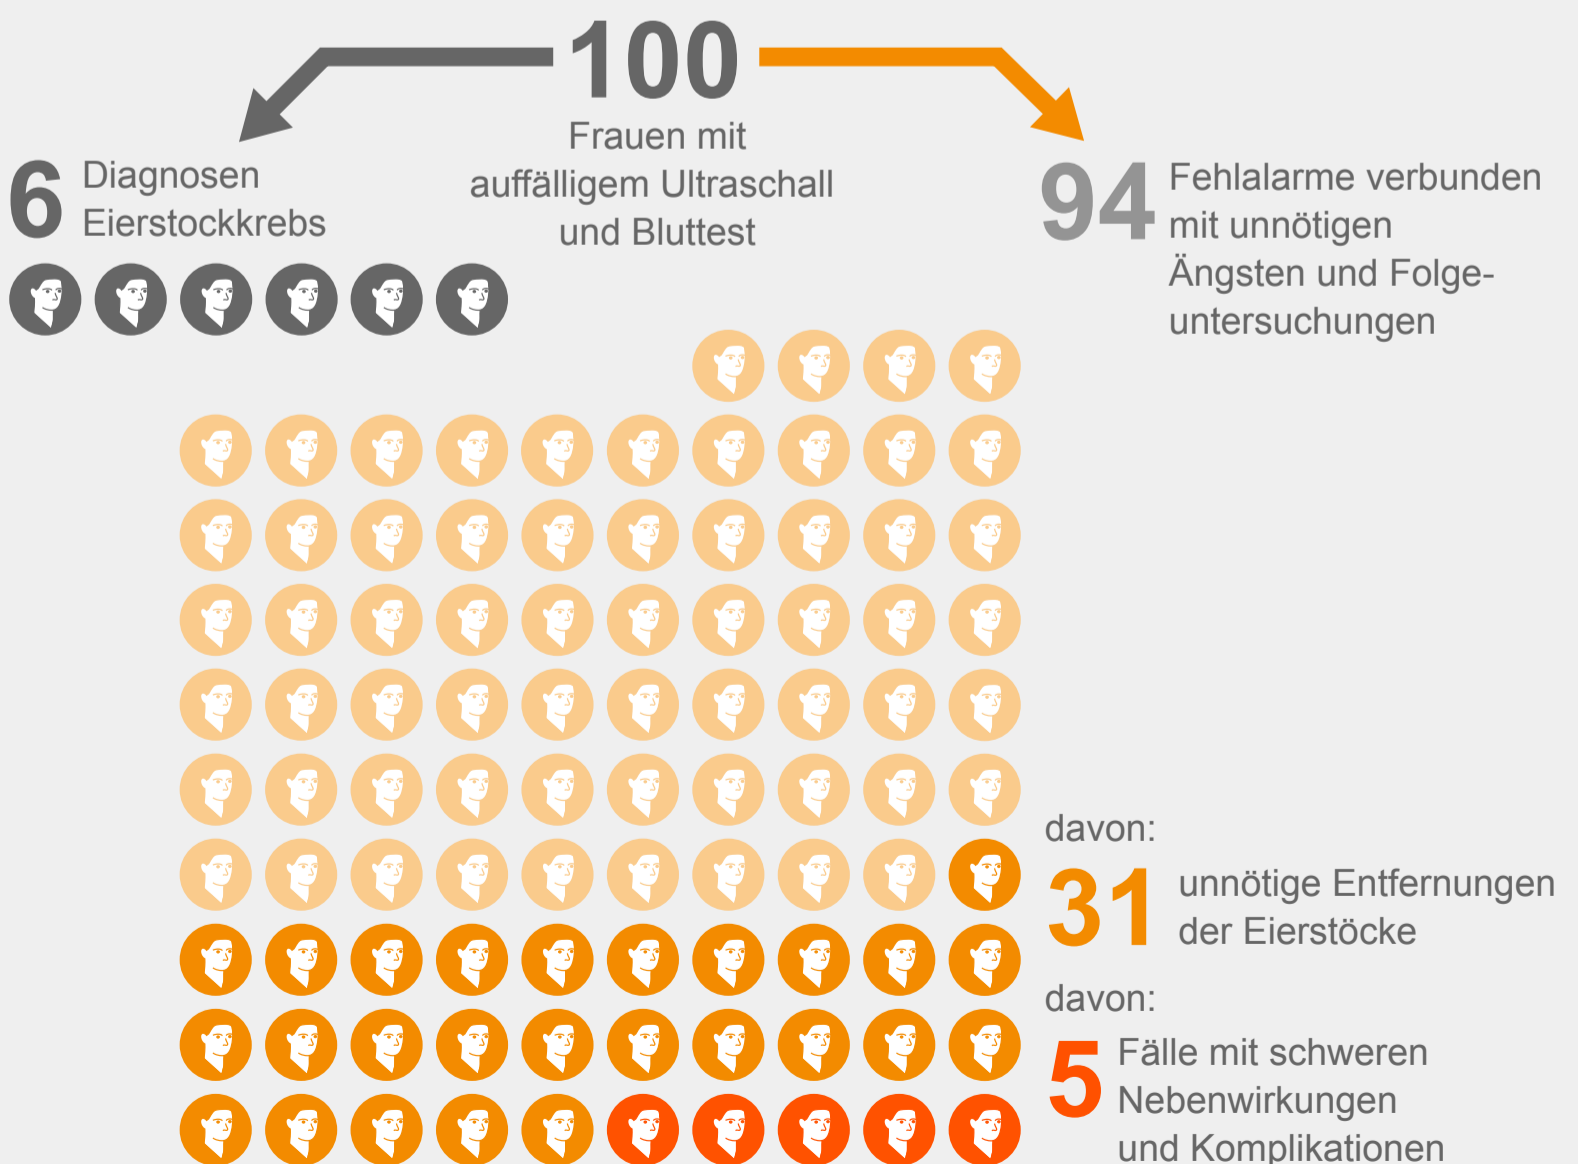 100
Frauen mit
auffälligem Ultraschall
und Bluttest
6
Diagnosen
Eierstockkrebs
94
Fehlalarme verbunden
mit unnötigen
Ängsten und Folge-
untersuchungen
davon:
31
unnötige Entfernungen
der Eierstöcke
davon:
5
Fälle mit schweren
Nebenwirkungen
und Komplikationen